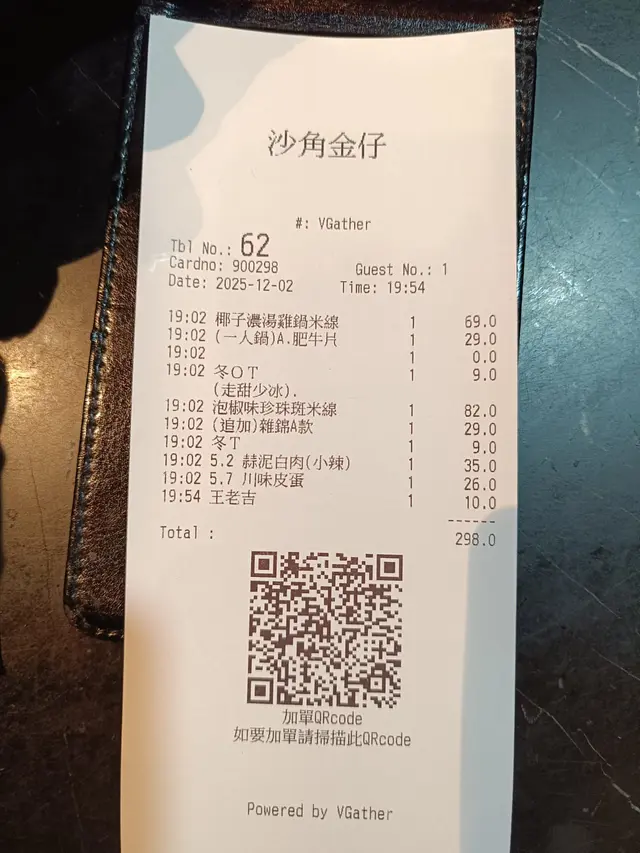 沙角金仔
#: VGather
Tbl No.: 62
Cardno: 900298 Guest No.: 1
Date: 2025-12-02 Time: 19:54
19:02 椰子濃湯雞鍋米線 1 69.0
19:02 (一人鍋)A.肥牛片 1 29.0
19:02 1 0.0
19:02 冬OT 1 9.0
(走甜少冰).
19:02 泡椒味珍珠斑米線 1 82.0
19:02 (追加)雜錦A款 1 29.0
19:02 冬T 1 9.0
19:02 5.2 蒜泥白肉(小辣) 1 35.0
19:02 5.7 川味皮蛋 1 26.0
19:54 王老吉 1 10.0
------
Total : 298.0
加單QRcode
如要加單請掃描此QRcode
Powered by VGather